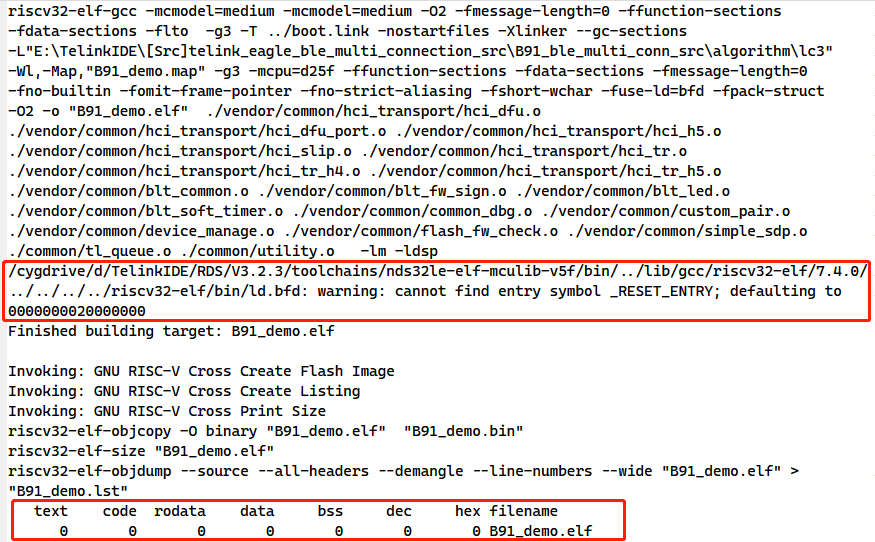 riscv32-elf-gcc -mcmodel=medium -mcmodel=medium -O2 -fmessage-length=0 -ffunction-sections
-fdata-sections -flto  -g3 -T ../boot.link -nostartfiles -Xlinker --gc-sections
-L"E:\TelinkIDE\[Src]telink_eagle_ble_multi_connection_src\B91_ble_multi_conn_src\algorithm\lc3"
-Wl,-Map,"B91_demo.map" -g3 -mcpu=d25f -ffunction-sections -fdata-sections -fmessage-length=0
-fno-builtin -fomit-frame-pointer -fno-strict-aliasing -fshort-wchar -fuse-ld=bfd -fpack-struct
-O2 -o "B91_demo.elf"  ./vendor/common/hci_transport/hci_dfu.o
./vendor/common/hci_transport/hci_dfu_port.o ./vendor/common/hci_transport/hci_h5.o
./vendor/common/hci_transport/hci_slip.o ./vendor/common/hci_transport/hci_tr.o
./vendor/common/hci_transport/hci_tr_h4.o ./vendor/common/hci_transport/hci_tr_h5.o
./vendor/common/blt_common.o ./vendor/common/blt_fw_sign.o ./vendor/common/blt_led.o
./vendor/common/blt_soft_timer.o ./vendor/common/common_dbg.o ./vendor/common/custom_pair.o
./vendor/common/device_manage.o ./vendor/common/flash_fw_check.o ./vendor/common/simple_sdp.o
./common/tl_queue.o ./common/utility.o   -lm -ldsp
/cygdrive/d/TelinkIDE/RDS/V3.2.3/toolchains/nds32le-elf-mculib-v5f/bin/../lib/gcc/riscv32-elf/7.4.0/
../../../../riscv32-elf/bin/ld.bfd: warning: cannot find entry symbol _RESET_ENTRY; defaulting to
0000000020000000
Finished building target: B91_demo.elf

Invoking: GNU RISC-V Cross Create Flash Image
Invoking: GNU RISC-V Cross Create Listing
Invoking: GNU RISC-V Cross Print Size
riscv32-elf-objcopy -O binary "B91_demo.elf"  "B91_demo.bin"
riscv32-elf-size "B91_demo.elf"
riscv32-elf-objdump --source --all-headers --demangle --line-numbers --wide "B91_demo.elf" >
"B91_demo.lst"
text    code  rodata    data     bss     dec     hex filename
0       0       0       0       0       0       0 B91_demo.elf